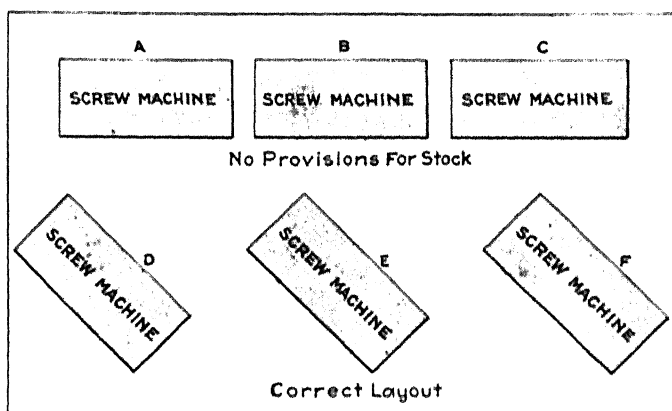 A B C
SCREW MACHINE SCREW MACHINE SCREW MACHINE
No Provisions For Stock
D E F
SCREW MACHINE SCREW MACHINE SCREW MACHINE
Correct Layout